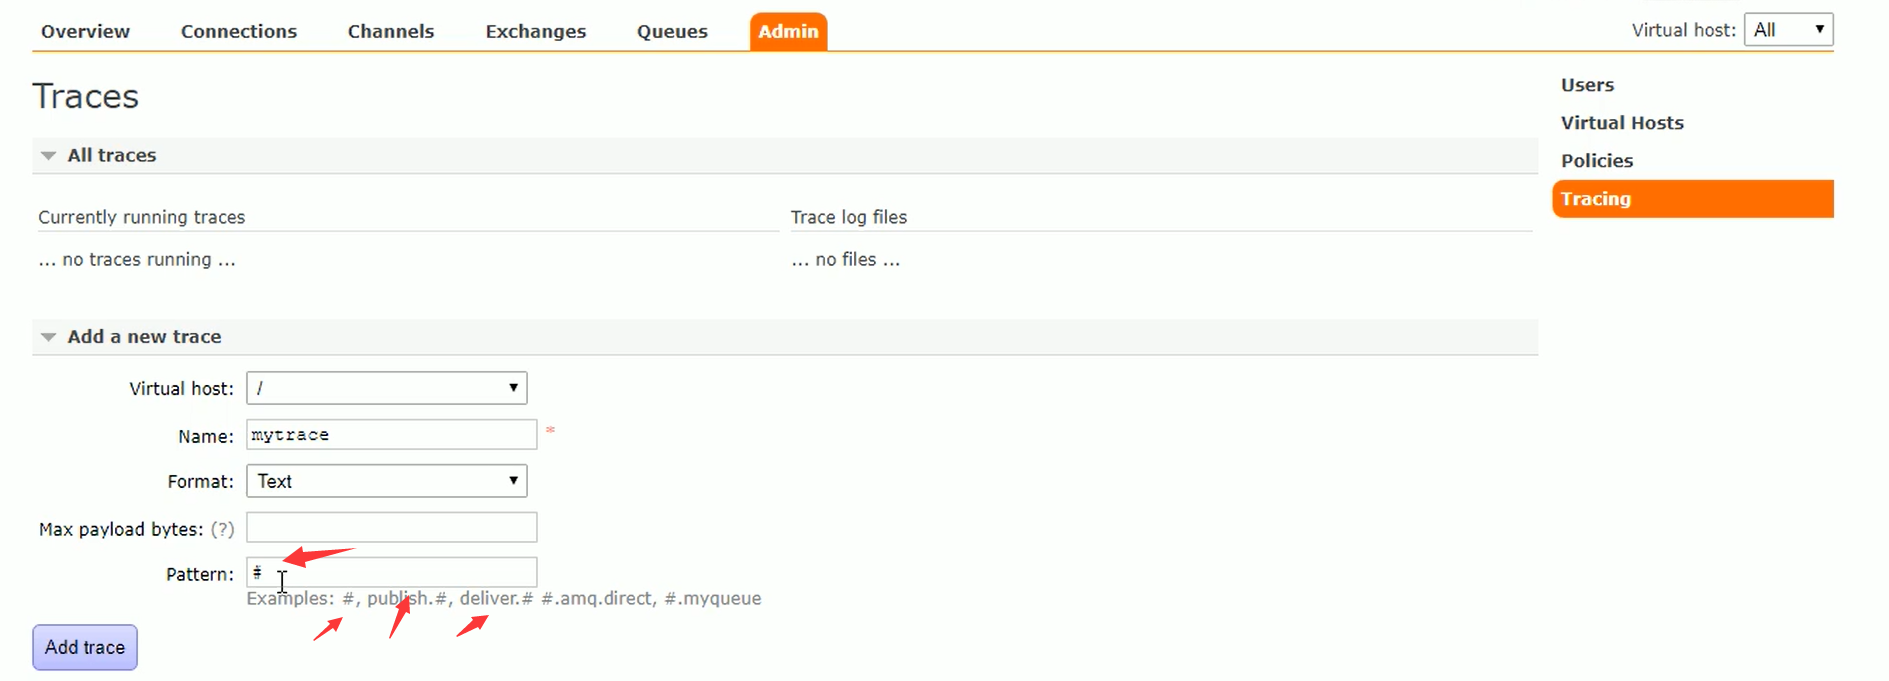 Overview Connections Channels Exchanges Queues Admin Virtual host: All
Traces
Users
Virtual Hosts
Policies
Tracing
All traces
Currently running traces Trace log files
... no traces running ... ... no files ...
Add a new trace
Virtual host: /
Name: mytrace *
Format: Text
Max payload bytes: (?)
Pattern: #
Examples: #, publish.#, deliver.# #.amq.direct, #.myqueue
Add trace